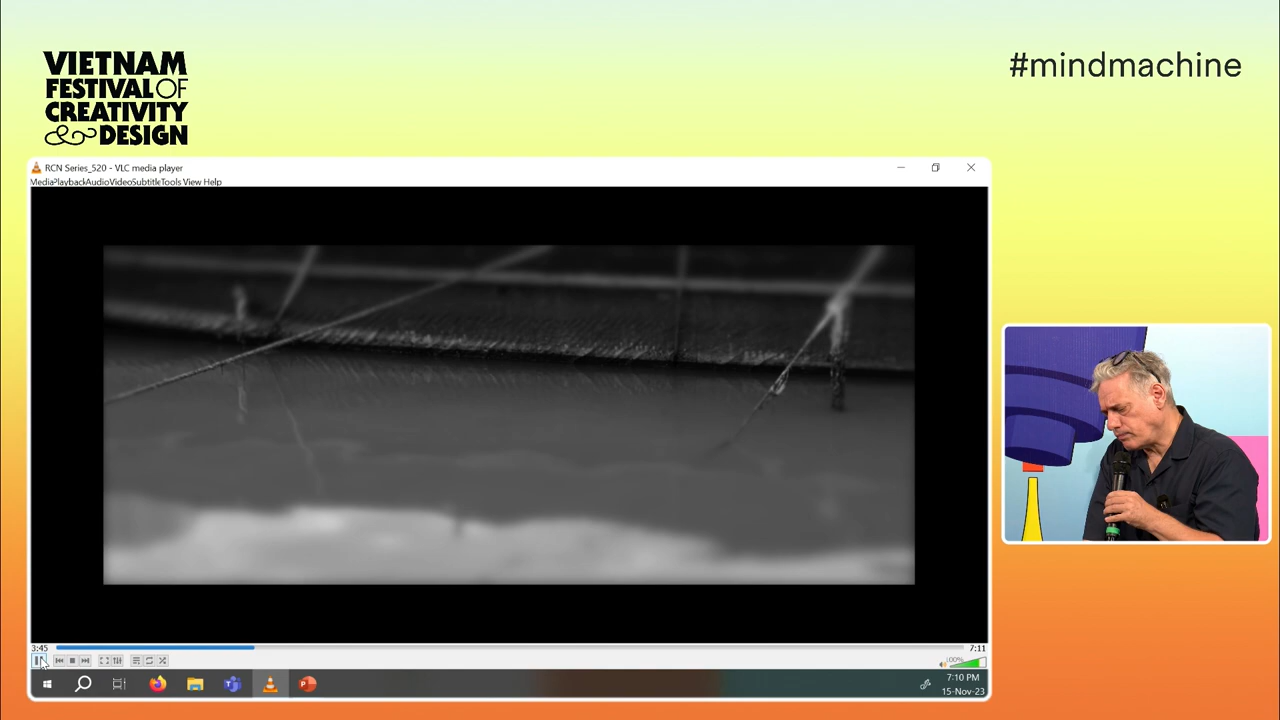 VIETNAM
FESTIVAL OF
CREATIVITY
& DESIGN
#mindmachine
RCN Series_520 - VLC media player
Media Playback Audio Video Subtitle Tools View Help
3:45
7:11
100%
7:10 PM
15-Nov-23